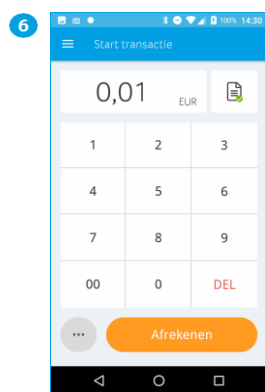 6
100% 14:30
Start transactie
0,01 EUR
1 2 3
4 5 6
7 8 9
00 0 DEL
... Afrekenen